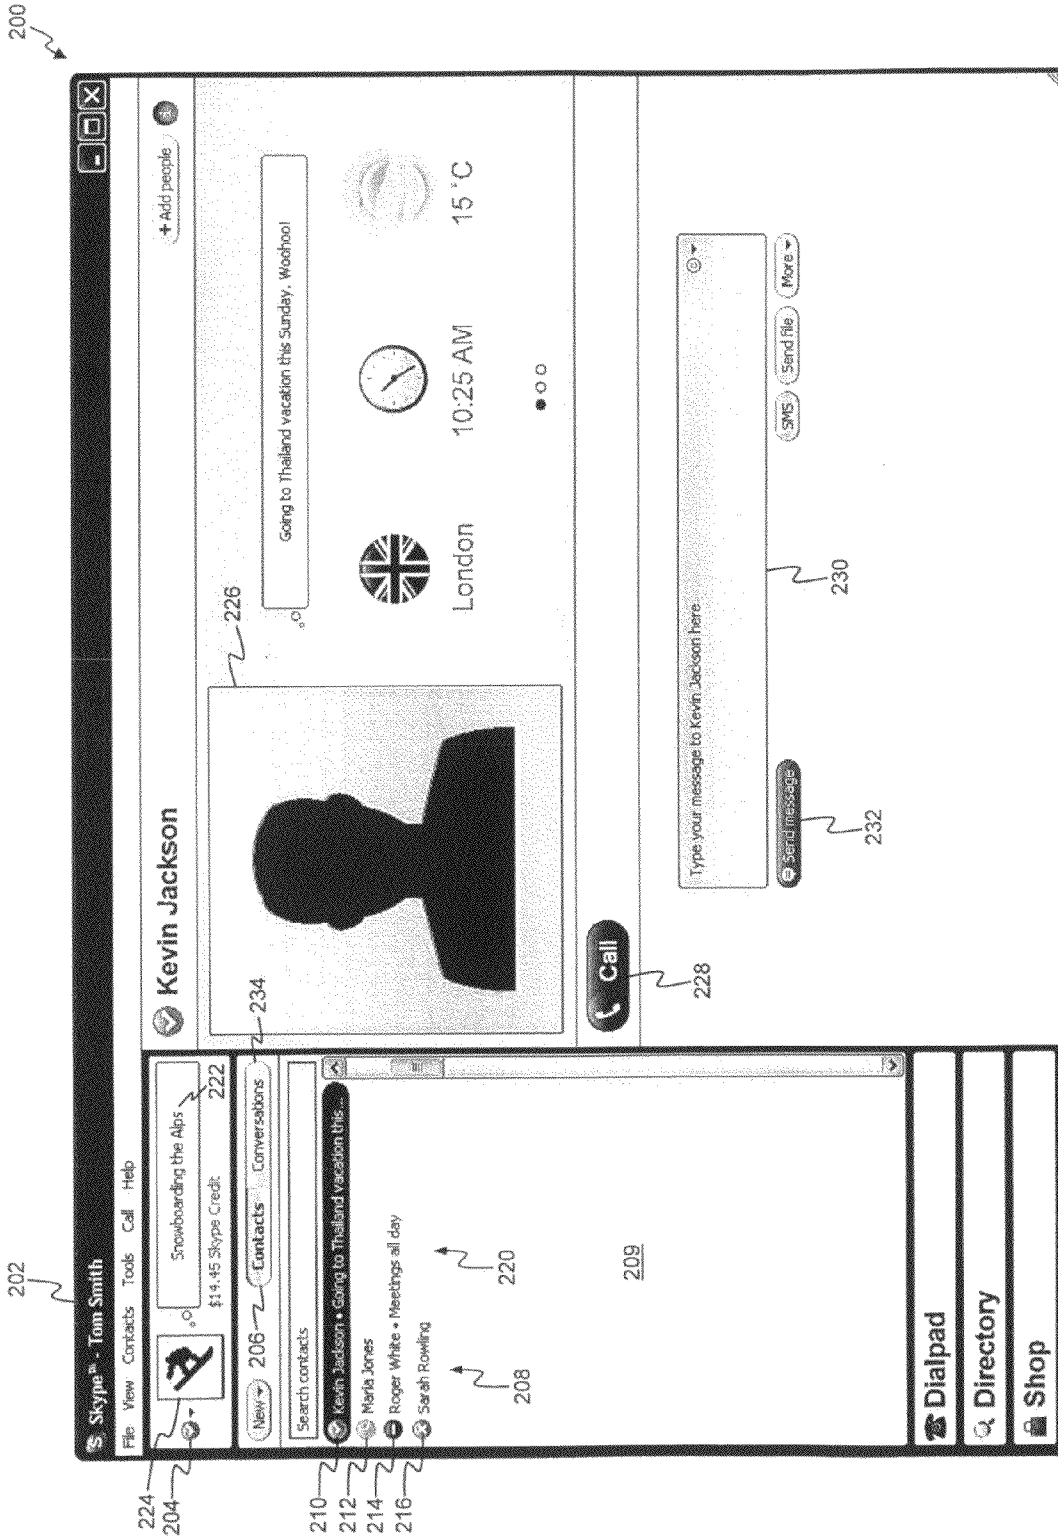 200
202
S Skype™ - Tom Smith
File View Contacts Tools Call Help
224
204
Snowboarding the Alps
222
$14.45 Skype Credit
New
206
Contacts
Conversations
234
Search contacts
210
Kevin Jackson • Going to Thailand vacation this ...
212
Maria Jones
214
Roger White • Meetings all day
216
Sarah Rowling
208
220
209
Dialpad
Directory
Shop
Kevin Jackson
+ Add people
226
Going to Thailand vacation this Sunday. Woohoo!
London
10:25 AM
15°C
Call
228
Type your message to Kevin Jackson here
230
Send message
232
SMS
Send file
More